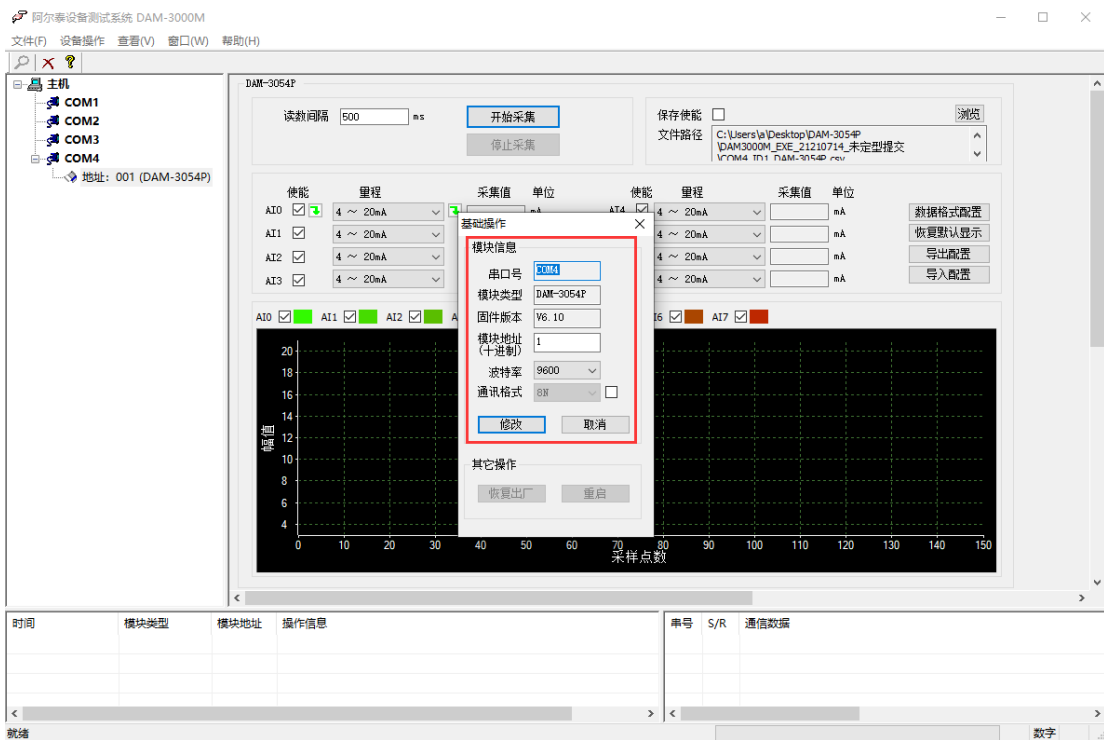 阿尔泰设备测试系统 DAM-3000M
文件(F) 设备操作 查看(V) 窗口(W) 帮助(H)
主机
COM1
COM2
COM3
COM4
地址：001 (DAM-3054P)
DAM-3054P
读数间隔 500 ms 开始采集
停止采集
保存使能 浏览
文件路径 C:\Users\a\Desktop\DAM-3054P
\DAM3000M_EXE_21210714_未定型提交
\COM4_ID1_DAM-3054P.csv
使能 量程 采集值 单位 使能 量程 采集值 单位
AI0 4 ～ 20mA mA AI4 4 ～ 20mA mA 数据格式配置
AI1 4 ～ 20mA 4 ～ 20mA mA 恢复默认显示
AI2 4 ～ 20mA 4 ～ 20mA mA 导出配置
AI3 4 ～ 20mA 4 ～ 20mA mA 导入配置
AI0 AI1 AI2 AI7
基础操作
模块信息
串口号 COM4
模块类型 DAM-3054P
固件版本 V6.10
模块地址 1
(十进制)
波特率 9600
通讯格式 8N
修改 取消
其它操作
恢复出厂 重启
幅值
20
18
16
14
12
10
8
6
4
0 10 20 30 40 50 60 70 80 90 100 110 120 130 140 150
采样点数
时间 模块类型 模块地址 操作信息
串号 S/R 通信数据
就绪 数字